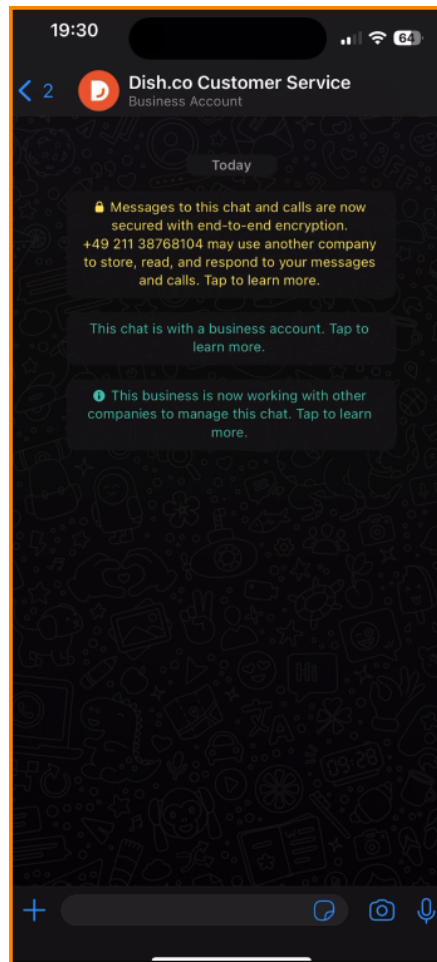 19:30
64
2
Dish.co Customer Service
Business Account
Today
Messages to this chat and calls are now
secured with end-to-end encryption.
+49 211 38768104 may use another company
to store, read, and respond to your messages
and calls. Tap to learn more.
This chat is with a business account. Tap to
learn more.
This business is now working with other
companies to manage this chat. Tap to learn
more.
Hi
09:28